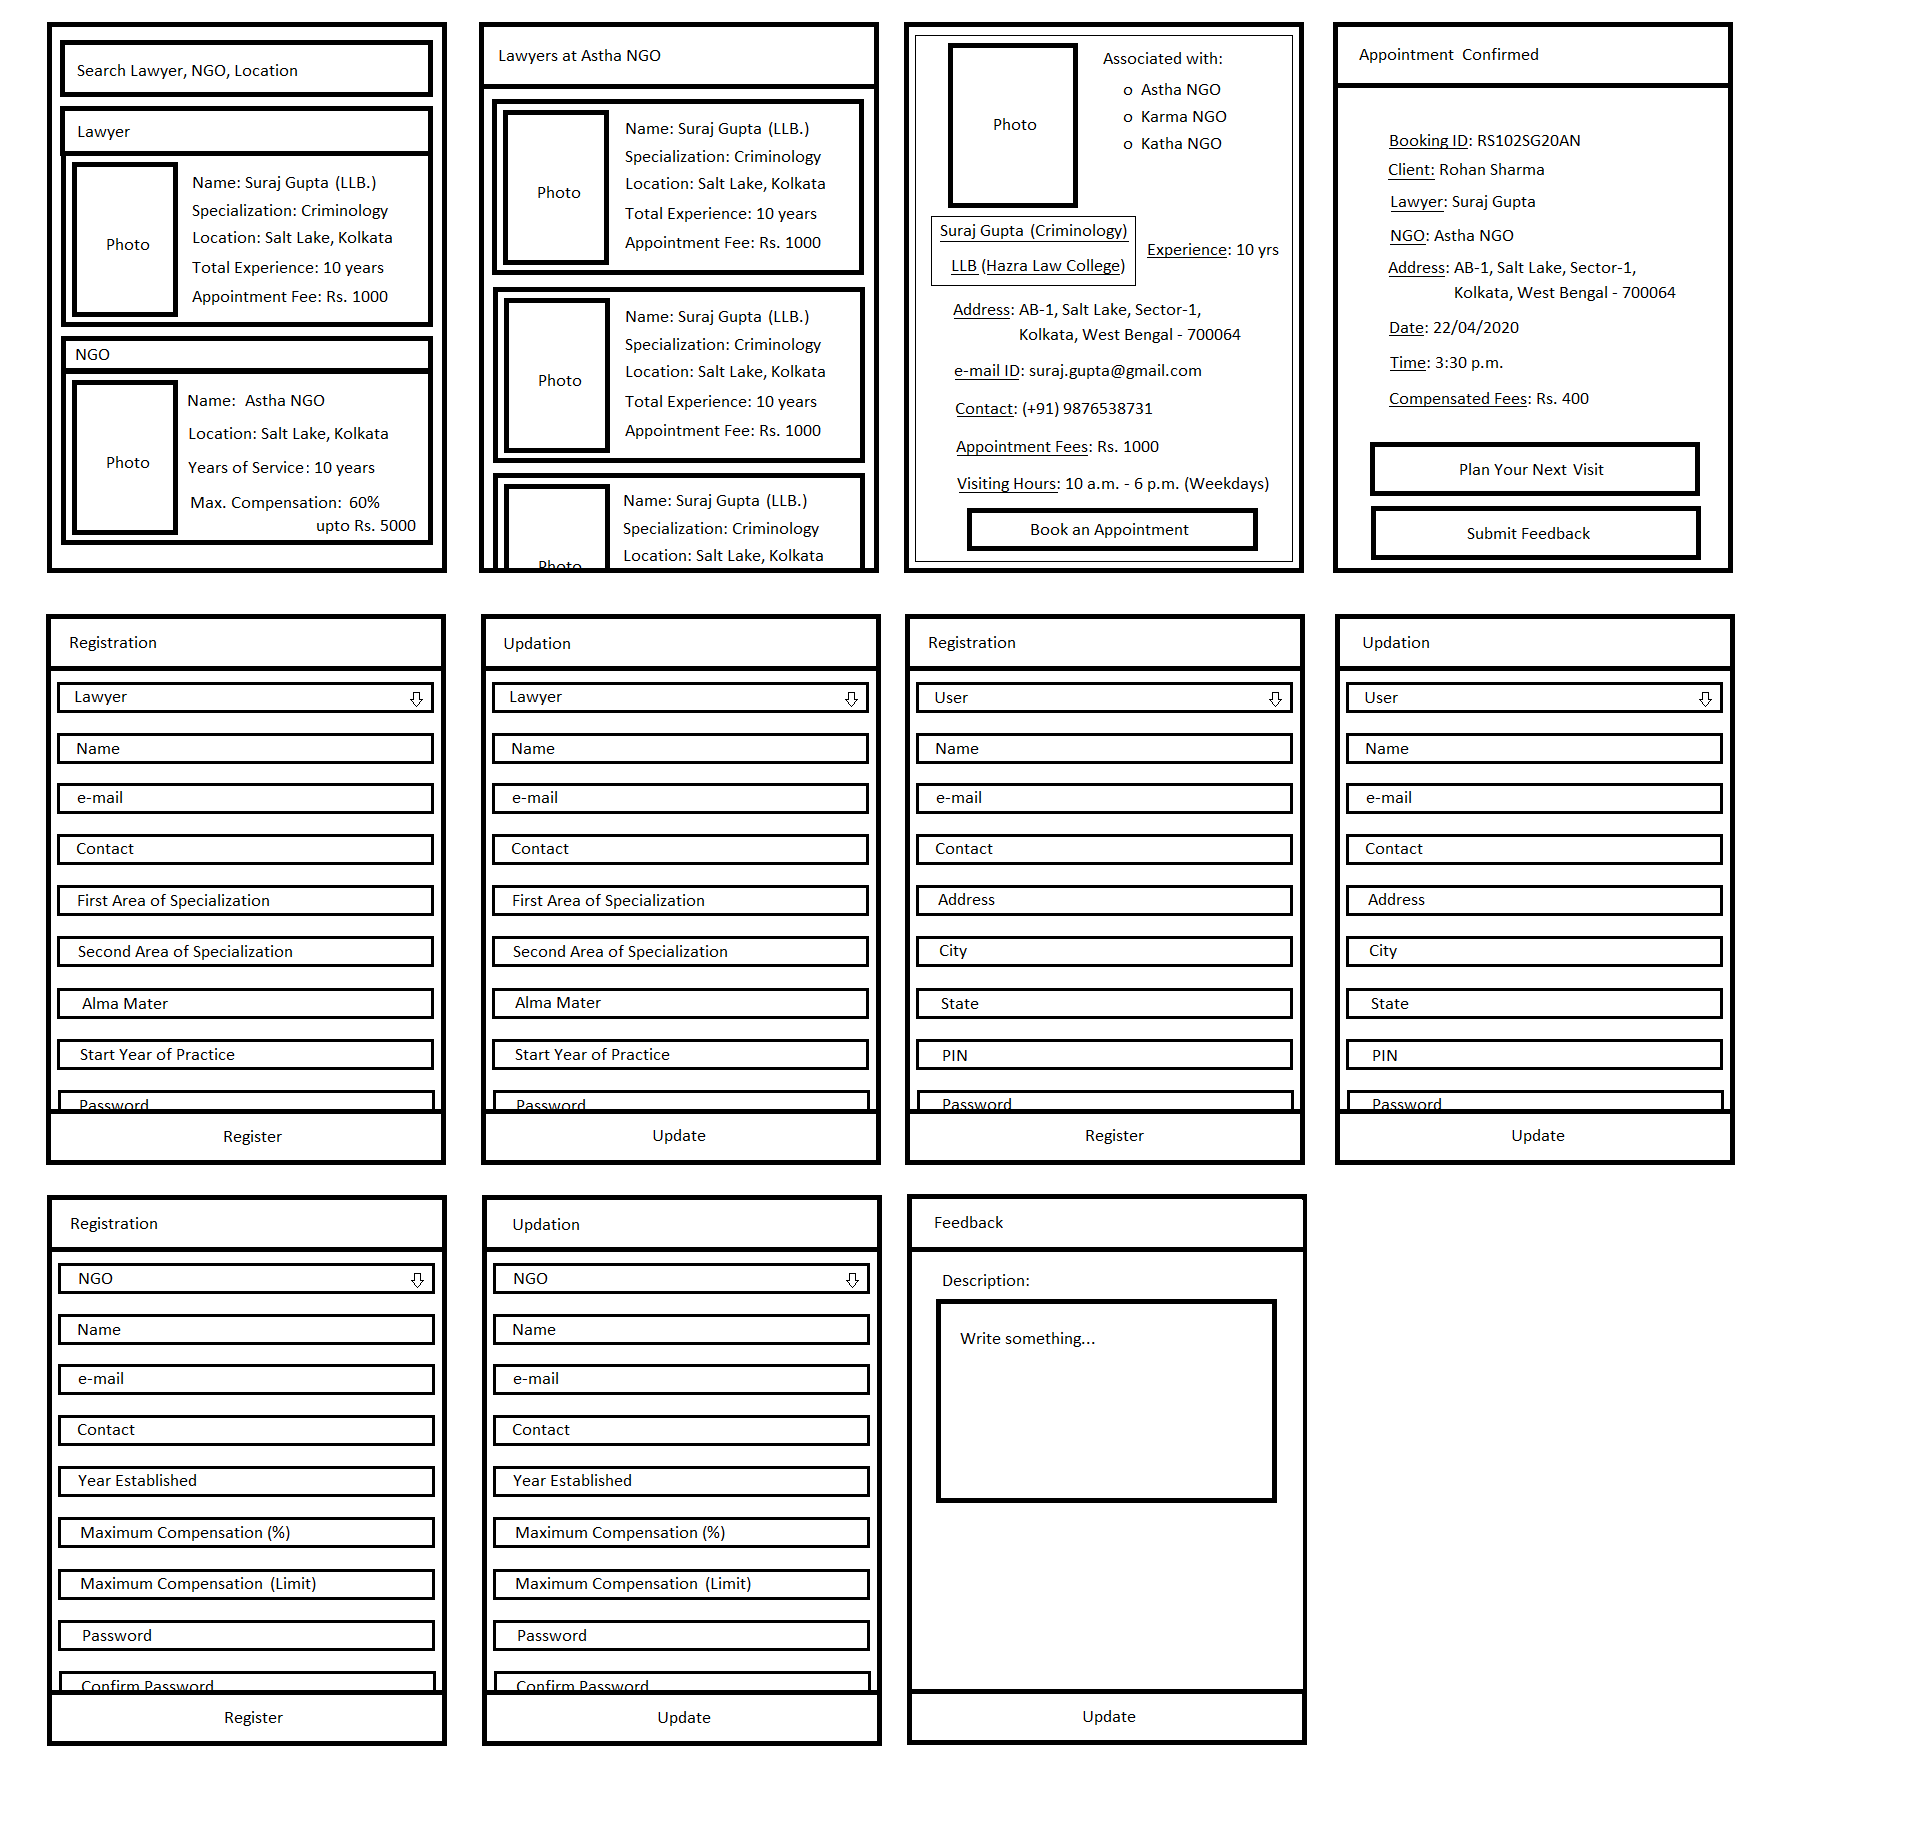 Search Lawyer, NGO, Location
Lawyer
Photo
Name: Suraj Gupta (LLB.)
Specialization: Criminology
Location: Salt Lake, Kolkata
Total Experience: 10 years
Appointment Fee: Rs. 1000
NGO
Photo
Name: Astha NGO
Location: Salt Lake, Kolkata
Years of Service: 10 years
Max. Compensation: 60%
upto Rs. 5000
Lawyers at Astha NGO
Photo
Name: Suraj Gupta (LLB.)
Specialization: Criminology
Location: Salt Lake, Kolkata
Total Experience: 10 years
Appointment Fee: Rs. 1000
Photo
Name: Suraj Gupta (LLB.)
Specialization: Criminology
Location: Salt Lake, Kolkata
Total Experience: 10 years
Appointment Fee: Rs. 1000
Photo
Name: Suraj Gupta (LLB.)
Specialization: Criminology
Location: Salt Lake, Kolkata
Photo
Associated with:
o Astha NGO
o Karma NGO
o Katha NGO
Suraj Gupta (Criminology)
LLB (Hazra Law College)
Experience: 10 yrs
Address: AB-1, Salt Lake, Sector-1,
Kolkata, West Bengal - 700064
e-mail ID: suraj.gupta@gmail.com
Contact: (+91) 9876538731
Appointment Fees: Rs. 1000
Visiting Hours: 10 a.m. - 6 p.m. (Weekdays)
Book an Appointment
Appointment Confirmed
Booking ID: RS102SG20AN
Client: Rohan Sharma
Lawyer: Suraj Gupta
NGO: Astha NGO
Address: AB-1, Salt Lake, Sector-1,
Kolkata, West Bengal - 700064
Date: 22/04/2020
Time: 3:30 p.m.
Compensated Fees: Rs. 400
Plan Your Next Visit
Submit Feedback
Registration
Lawyer
Name
e-mail
Contact
First Area of Specialization
Second Area of Specialization
Alma Mater
Start Year of Practice
Password
Register
Updation
Lawyer
Name
e-mail
Contact
First Area of Specialization
Second Area of Specialization
Alma Mater
Start Year of Practice
Password
Update
Registration
User
Name
e-mail
Contact
Address
City
State
PIN
Password
Register
Updation
User
Name
e-mail
Contact
Address
City
State
PIN
Password
Update
Registration
NGO
Name
e-mail
Contact
Year Established
Maximum Compensation (%)
Maximum Compensation (Limit)
Password
Confirm Password
Register
Updation
NGO
Name
e-mail
Contact
Year Established
Maximum Compensation (%)
Maximum Compensation (Limit)
Password
Confirm Password
Update
Feedback
Description:
Write something...
Update